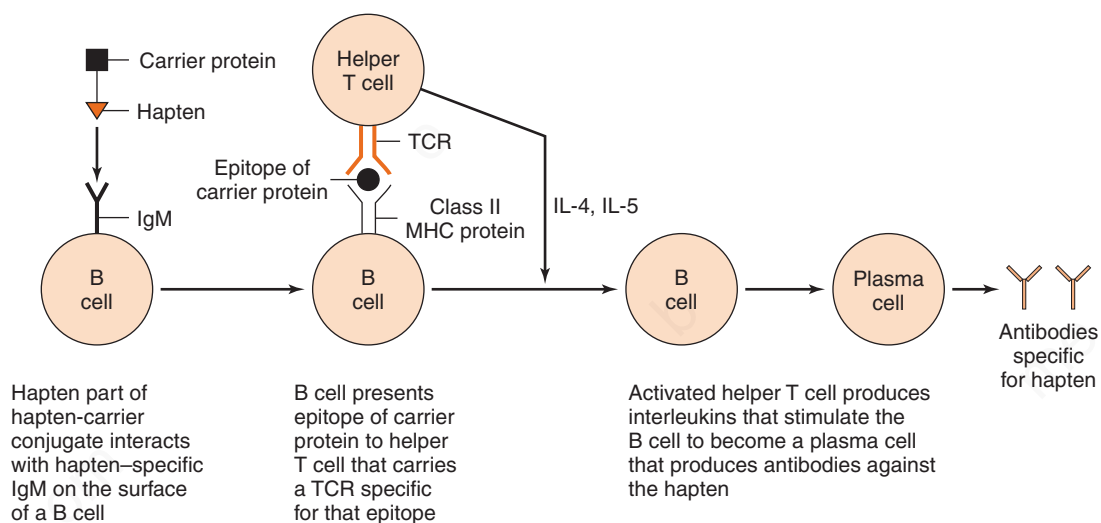 Carrier protein
Hapten
IgM
B
cell
Helper
T cell
TCR
Epitope of
carrier protein
Class II
MHC protein
B
cell
IL-4, IL-5
B
cell
Plasma
cell
Antibodies
specific
for hapten
Hapten part of
hapten-carrier
conjugate interacts
with hapten–specific
IgM on the surface
of a B cell
B cell presents
epitope of carrier
protein to helper
T cell that carries
a TCR specific
for that epitope
Activated helper T cell produces
interleukins that stimulate the
B cell to become a plasma cell
that produces antibodies against
the hapten